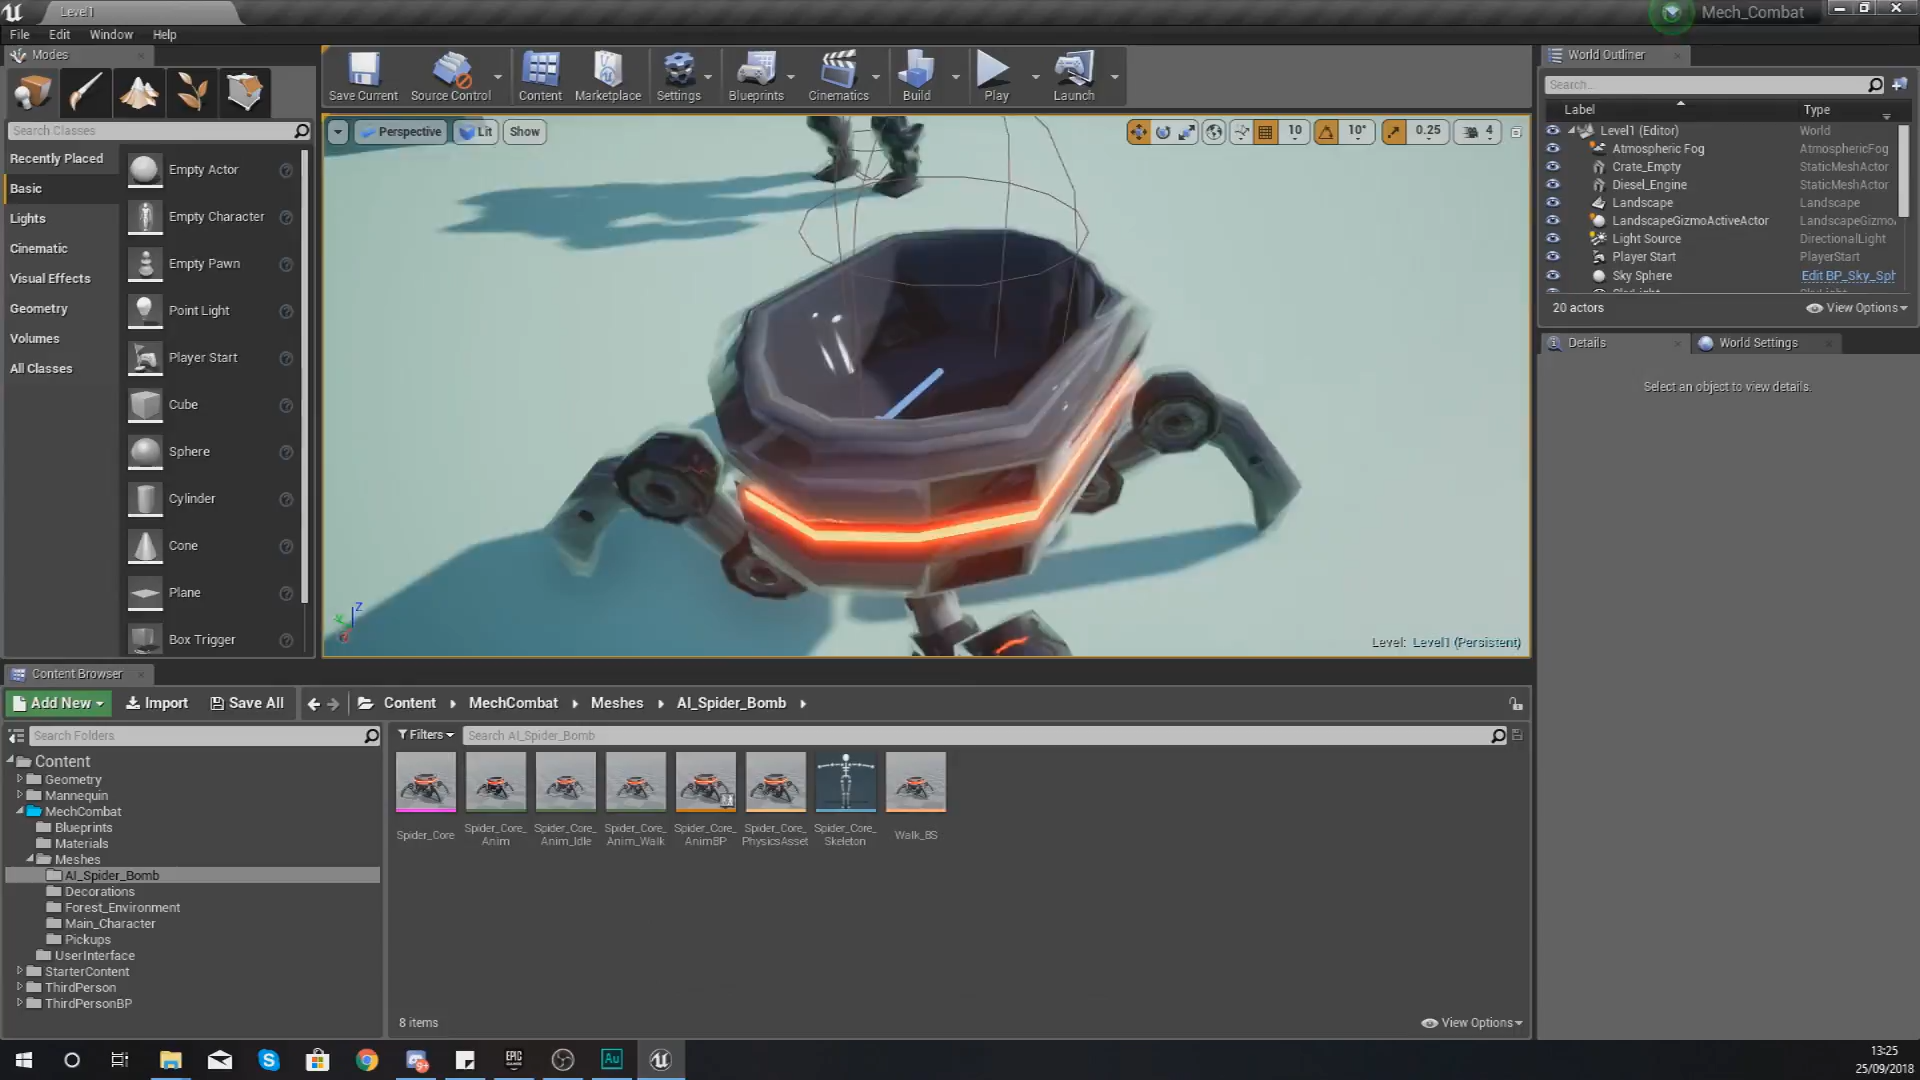 Level1
Mech_Combat
File
Edit
Window
Help
Modes
Search Classes
Recently Placed
Basic
Lights
Cinematic
Visual Effects
Geometry
Volumes
All Classes
Empty Actor
Empty Character
Empty Pawn
Point Light
Player Start
Cube
Sphere
Cylinder
Cone
Plane
Box Trigger
Save Current
Source Control
Content
Marketplace
Settings
Blueprints
Cinematics
Build
Play
Launch
Perspective
Lit
Show
10
10°
0.25
4
Z
Level: Level1 (Persistent)
World Outliner
Search...
Label
Type
Level1 (Editor)
World
Atmospheric Fog
AtmosphericFog
Crate_Empty
StaticMeshActor
Diesel_Engine
StaticMeshActor
Landscape
Landscape
LandscapeGizmoActiveActor
LandscapeGizmo
Light Source
DirectionalLight
Player Start
PlayerStart
Sky Sphere
Edit BP_Sky_Sph
20 actors
View Options
Details
World Settings
Select an object to view details.
Content Browser
Add New
Import
Save All
Content
MechCombat
Meshes
AI_Spider_Bomb
Search Folders
Filters
Search AI_Spider_Bomb
Content
Geometry
Mannequin
MechCombat
Blueprints
Materials
Meshes
AI_Spider_Bomb
Decorations
Forest_Environment
Main_Character
Pickups
UserInterface
StarterContent
ThirdPerson
ThirdPersonBP
Spider_Core
Spider_Core_
Anim
Spider_Core_
Anim_Idle
Spider_Core_
Anim_Walk
Spider_Core_
AnimBP
Spider_Core_
PhysicsAsset
Spider_Core_
Skeleton
Walk_BS
8 items
View Options
EPIC
GAMES
Au
13:25
25/09/2018